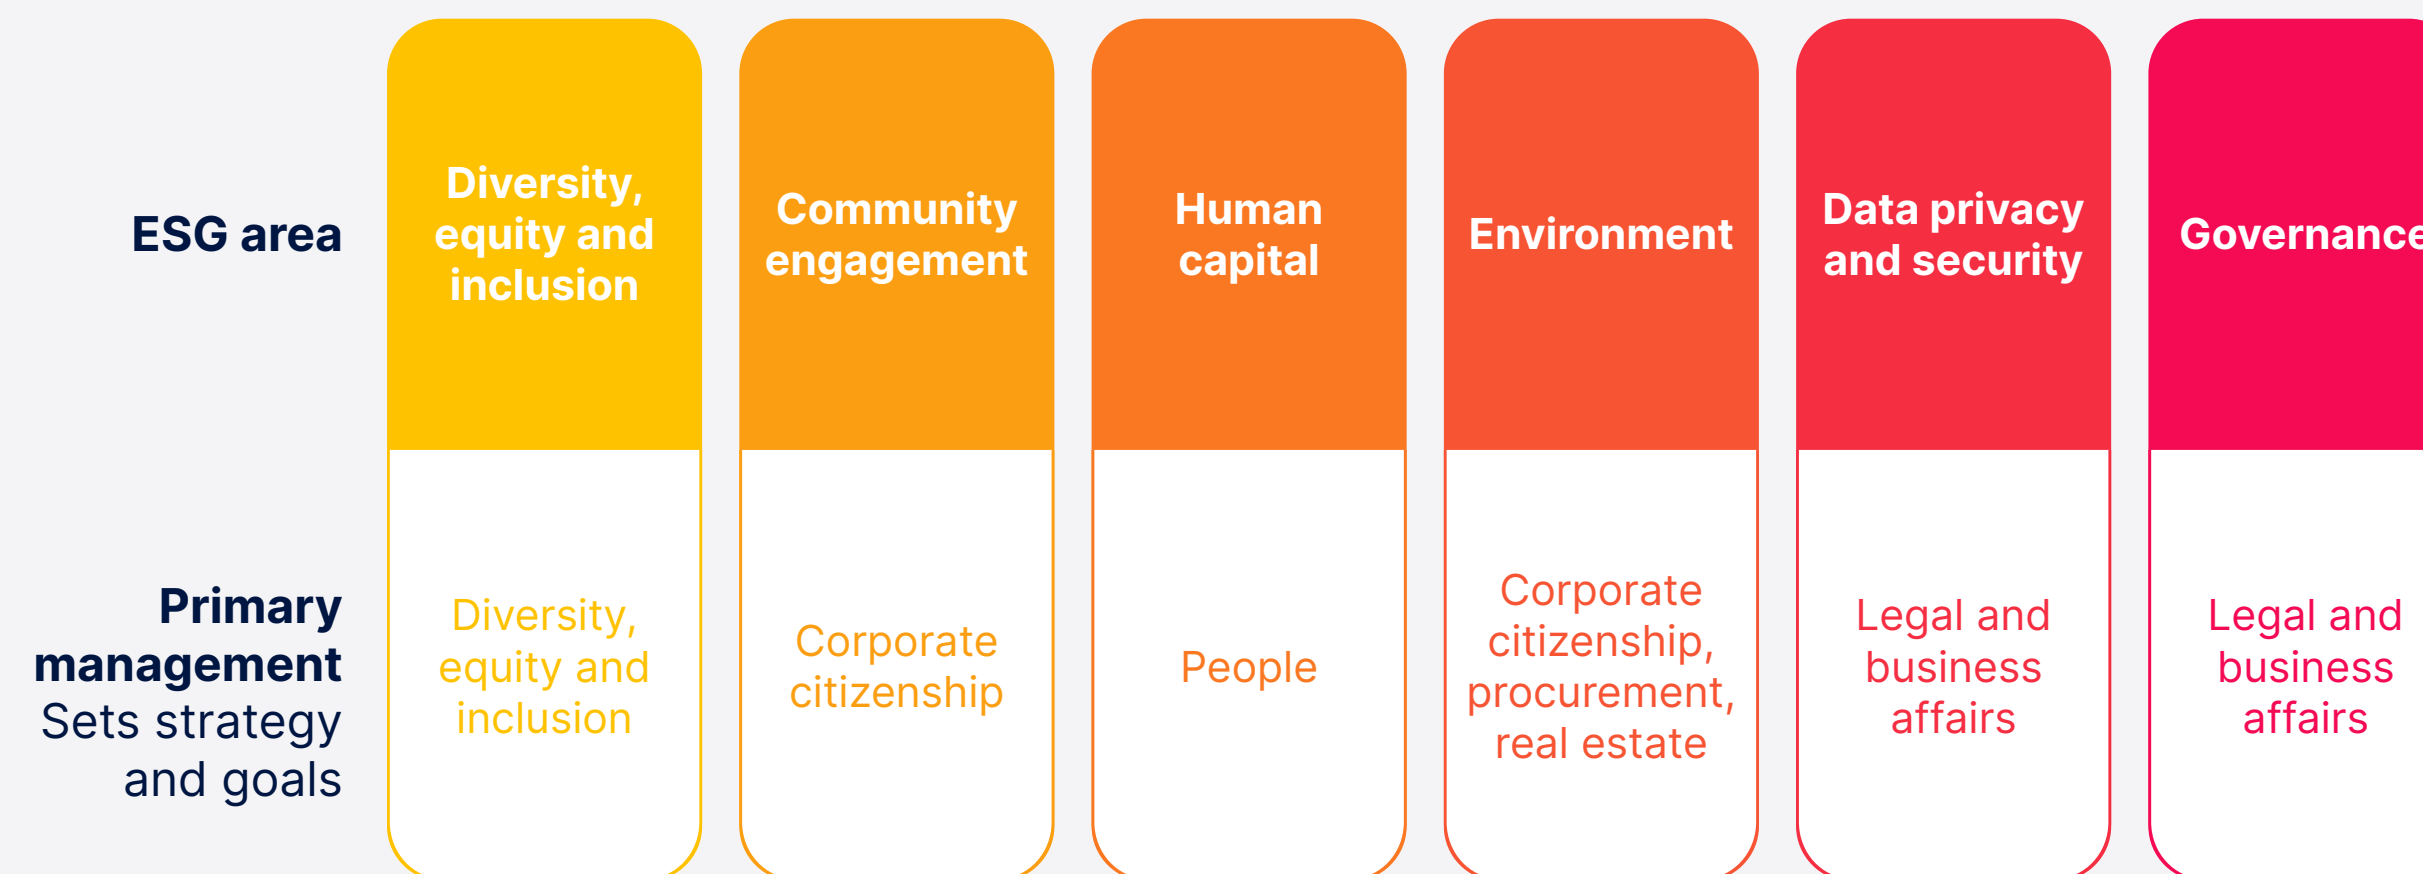 ESG area
Diversity,
equity and
inclusion
Community
engagement
Human
capital
Environment
Data privacy
and security
Governance
Primary
management
Sets strategy
and goals
Diversity,
equity and
inclusion
Corporate
citizenship
People
Corporate
citizenship,
procurement,
real estate
Legal and
business
affairs
Legal and
business
affairs